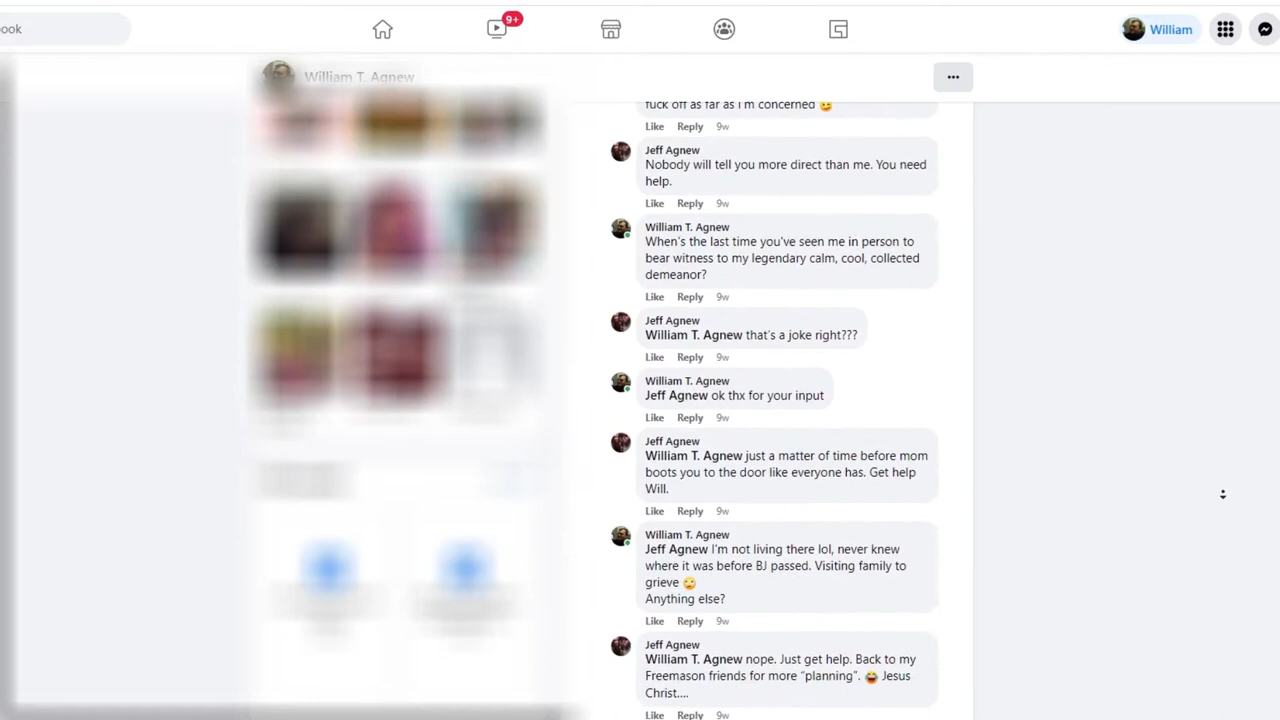 ook
9+
William
William T. Agnew
fuck off as far as I'm concerned 😉
Like Reply 9w
Jeff Agnew
Nobody will tell you more direct than me. You need
help.
Like Reply 9w
William T. Agnew
When's the last time you've seen me in person to
bear witness to my legendary calm, cool, collected
demeanor?
Like Reply 9w
Jeff Agnew
William T. Agnew that's a joke right???
Like Reply 9w
William T. Agnew
Jeff Agnew ok thx for your input
Like Reply 9w
Jeff Agnew
William T. Agnew just a matter of time before mom
boots you to the door like everyone has. Get help
Will.
Like Reply 9w
William T. Agnew
Jeff Agnew I'm not living there lol, never knew
where it was before BJ passed. Visiting family to
grieve 🙄
Anything else?
Like Reply 9w
Jeff Agnew
William T. Agnew nope. Just get help. Back to my
Freemason friends for more “planning”. 😂 Jesus
Christ....
Like Reply 9w